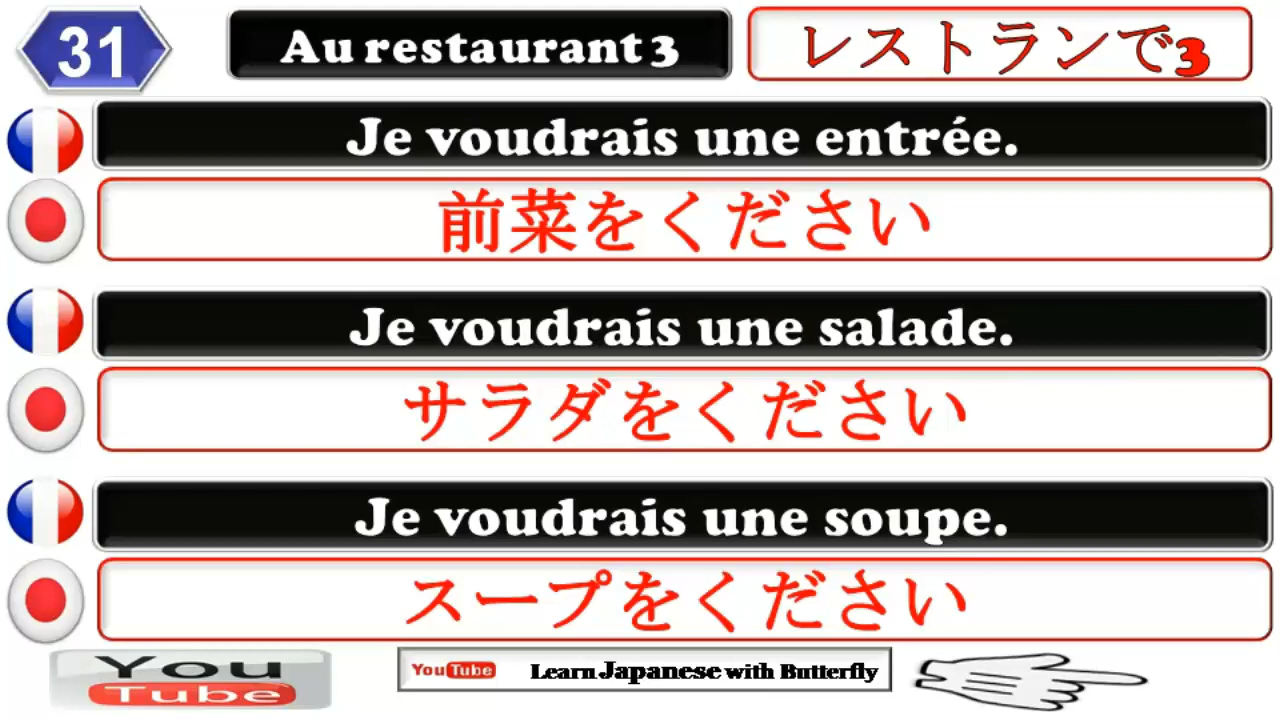 31
Au restaurant 3
レストランで3
Je voudrais une entrée.
前菜をください
Je voudrais une salade.
サラダをください
Je voudrais une soupe.
スープをください
You
Tube
YouTube Learn Japanese with Butterfly